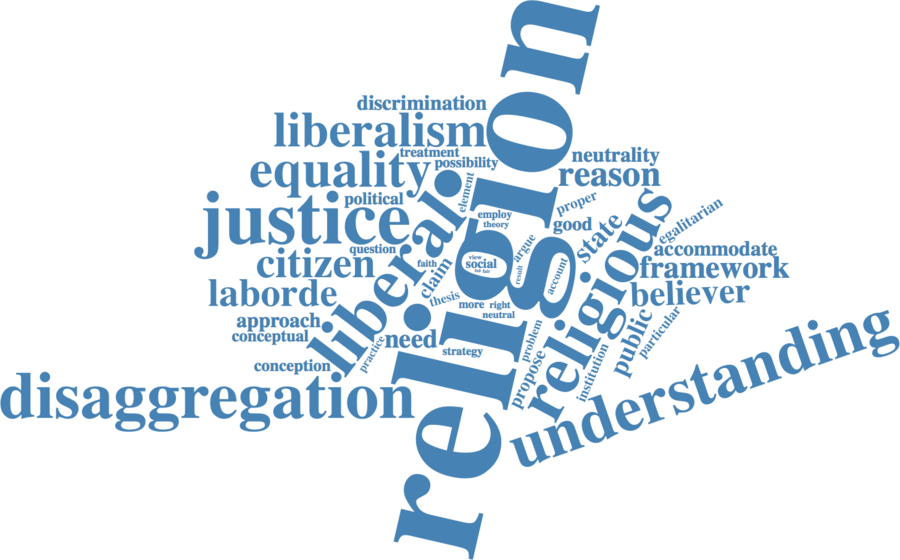 religion
discrimination
liberalism
treatment
possibility
equality
element
neutrality
reason
political
justice
employ
theory
proper
good
religious
egalitarian
state
question
citizen
liberal
faith
claim
view
social
fair
argue
result
account
accommodate
framework
believer
laborde
thesis
more
right
neutral
approach
conceptual
need
practice
strategy
problem
public
particular
conception
propose
institution
disaggregation
understanding